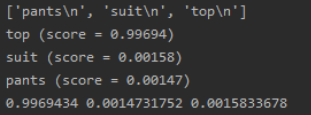 ['pants\n', 'suit\n', 'top\n']
top (score = 0.99694)
suit (score = 0.00158)
pants (score = 0.00147)
0.9969434 0.0014731752 0.0015833678